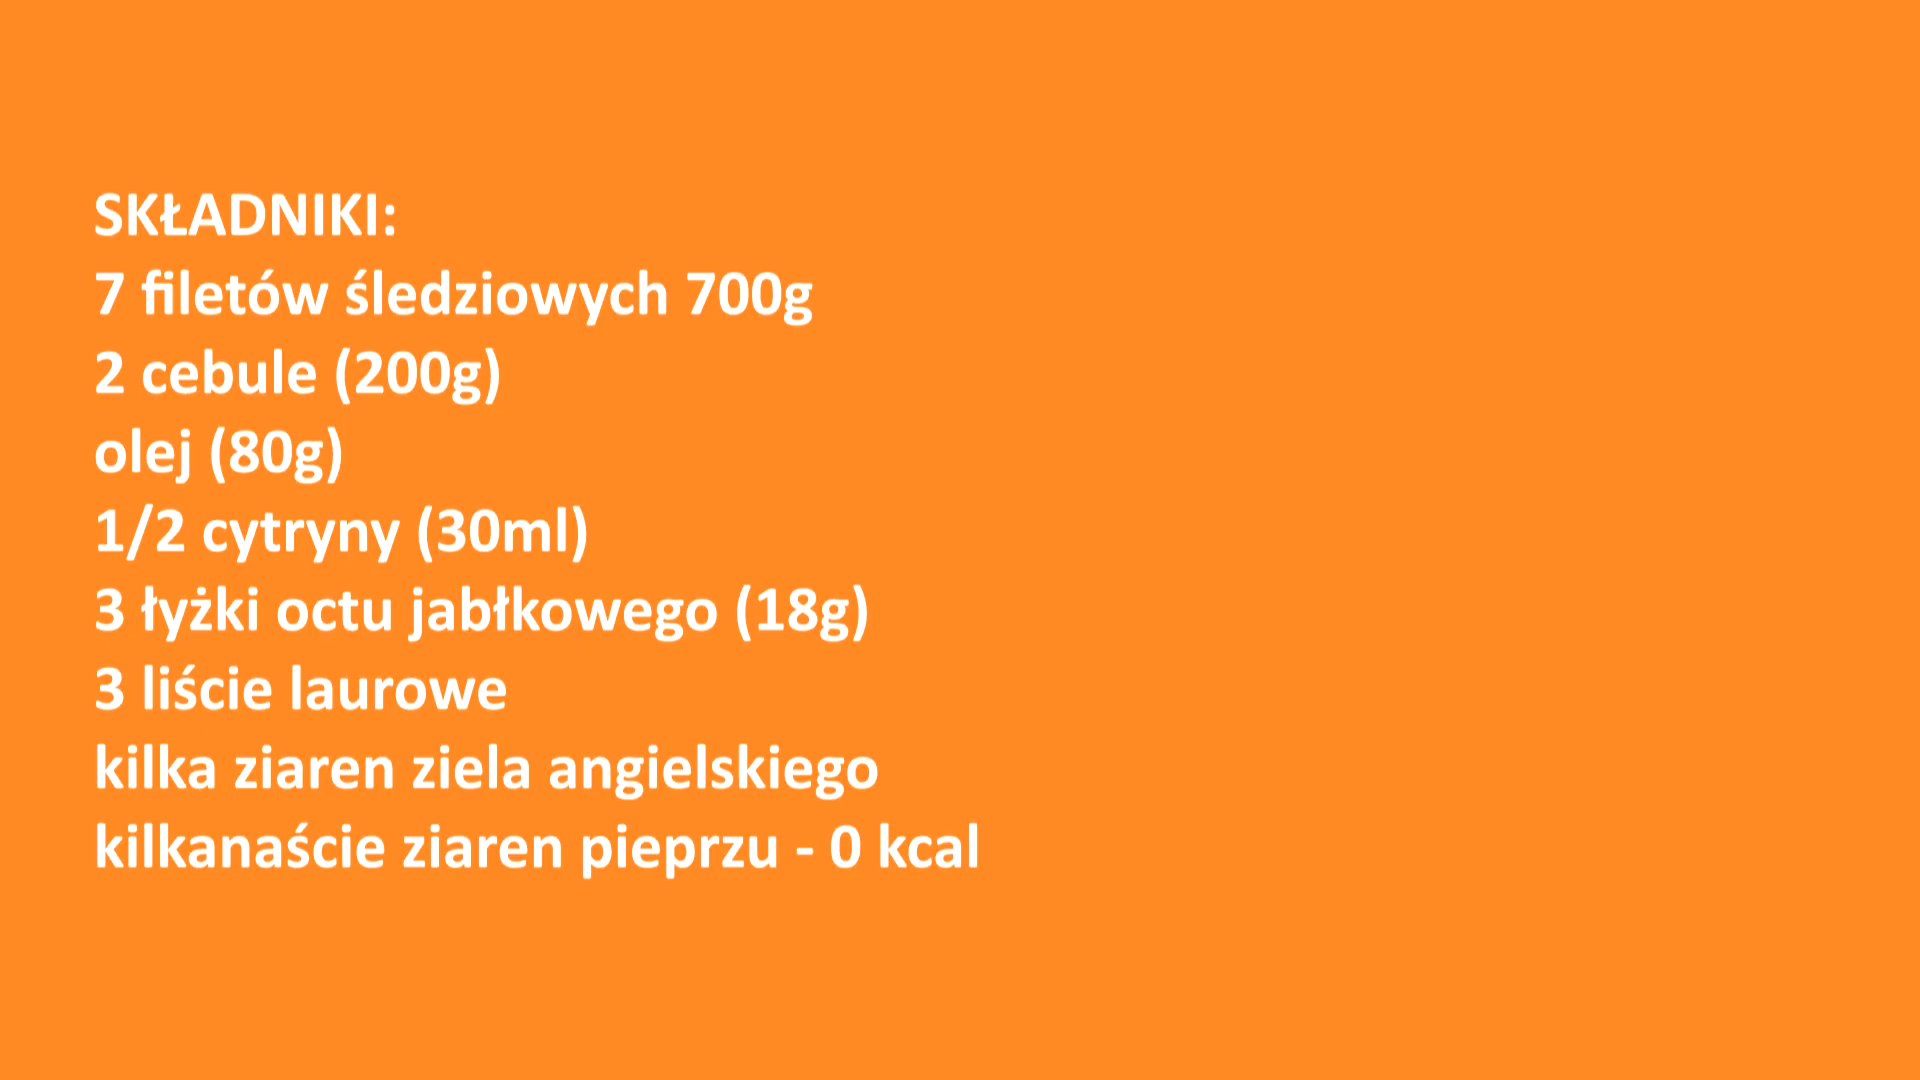 SKŁADNIKI:
7 filetów śledziowych 700g
2 cebule (200g)
olej (80g)
1/2 cytryny (30ml)
3 łyżki octu jabłkowego (18g)
3 liście laurowe
kilka ziaren ziela angielskiego
kilkanaście ziaren pieprzu - 0 kcal